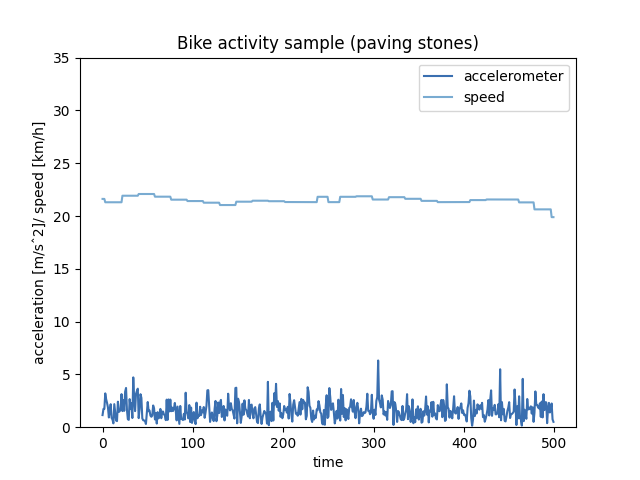 Bike activity sample (paving stones)
accelerometer
speed
acceleration [m/s^2]/ speed [km/h]
35
30
25
20
15
10
5
0
0 100 200 300 400 500
time